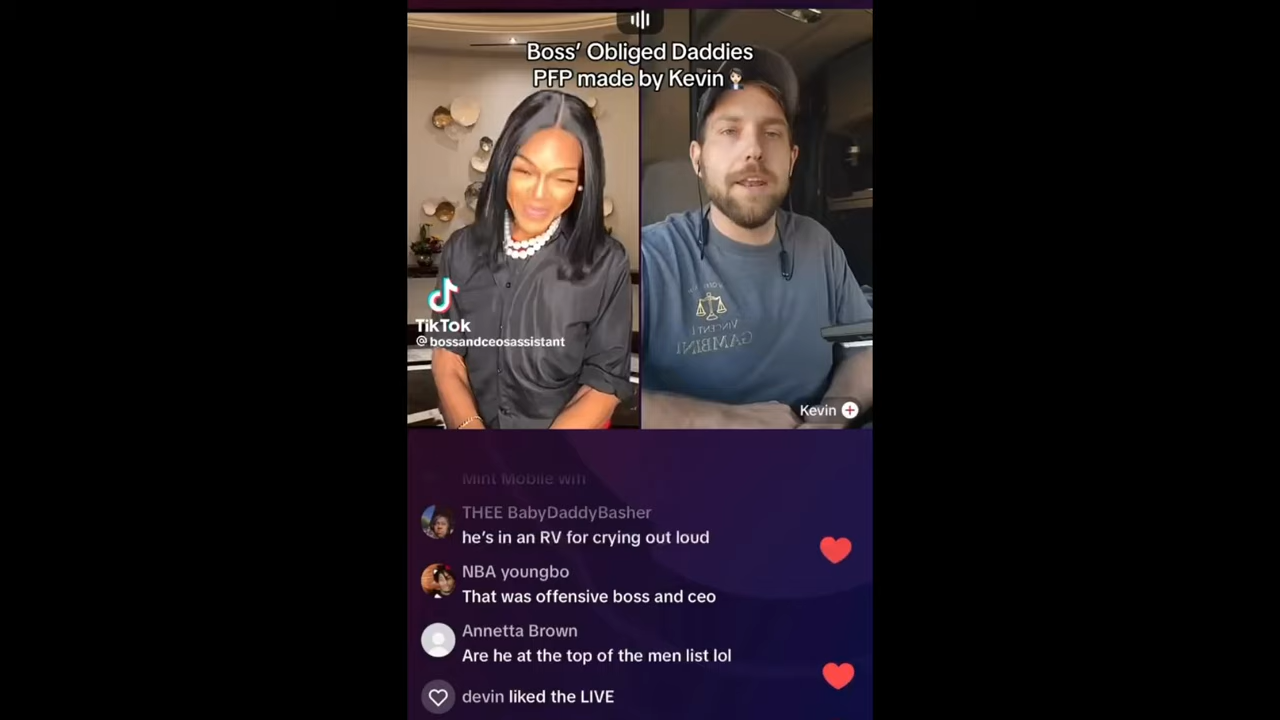 Boss' Obliged Daddies
PFP made by Kevin
TikTok
@bossandceosassistant
VINCENT L
GAMBINI
Kevin
Mint Mobile wifi
THEE BabyDaddyBasher
he's in an RV for crying out loud
NBA youngbo
That was offensive boss and ceo
Annetta Brown
Are he at the top of the men list lol
devin liked the LIVE